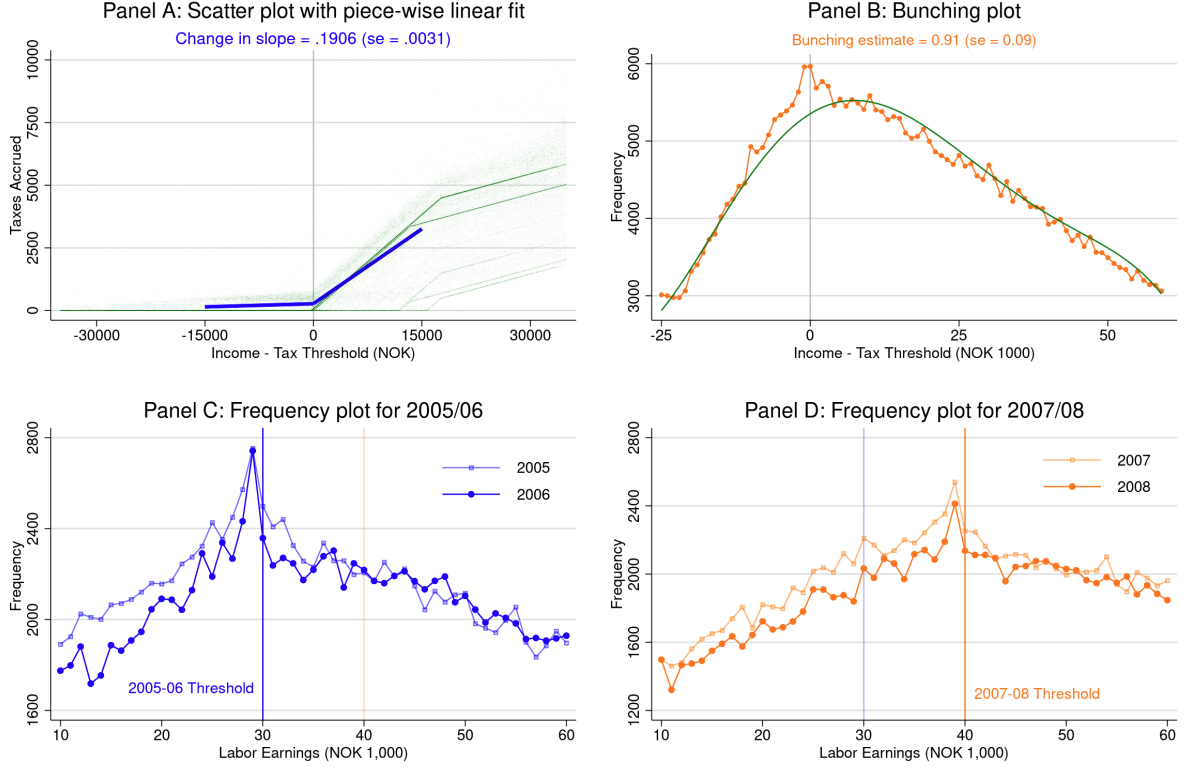 Panel A: Scatter plot with piece-wise linear fit
Change in slope = .1906 (se = .0031)
Taxes Accrued
10000
7500
5000
2500
0
-30000 -15000 0 15000 30000
Income - Tax Threshold (NOK)
Panel B: Bunching plot
Bunching estimate = 0.91 (se = 0.09)
Frequency
6000
5000
4000
3000
-25 0 25 50
Income - Tax Threshold (NOK 1000)
Panel C: Frequency plot for 2005/06
Frequency
2800
2400
2000
1600
2005
2006
2005-06 Threshold
10 20 30 40 50 60
Labor Earnings (NOK 1,000)
Panel D: Frequency plot for 2007/08
Frequency
2800
2400
2000
1600
1200
2007
2008
2007-08 Threshold
10 20 30 40 50 60
Labor Earnings (NOK 1,000)